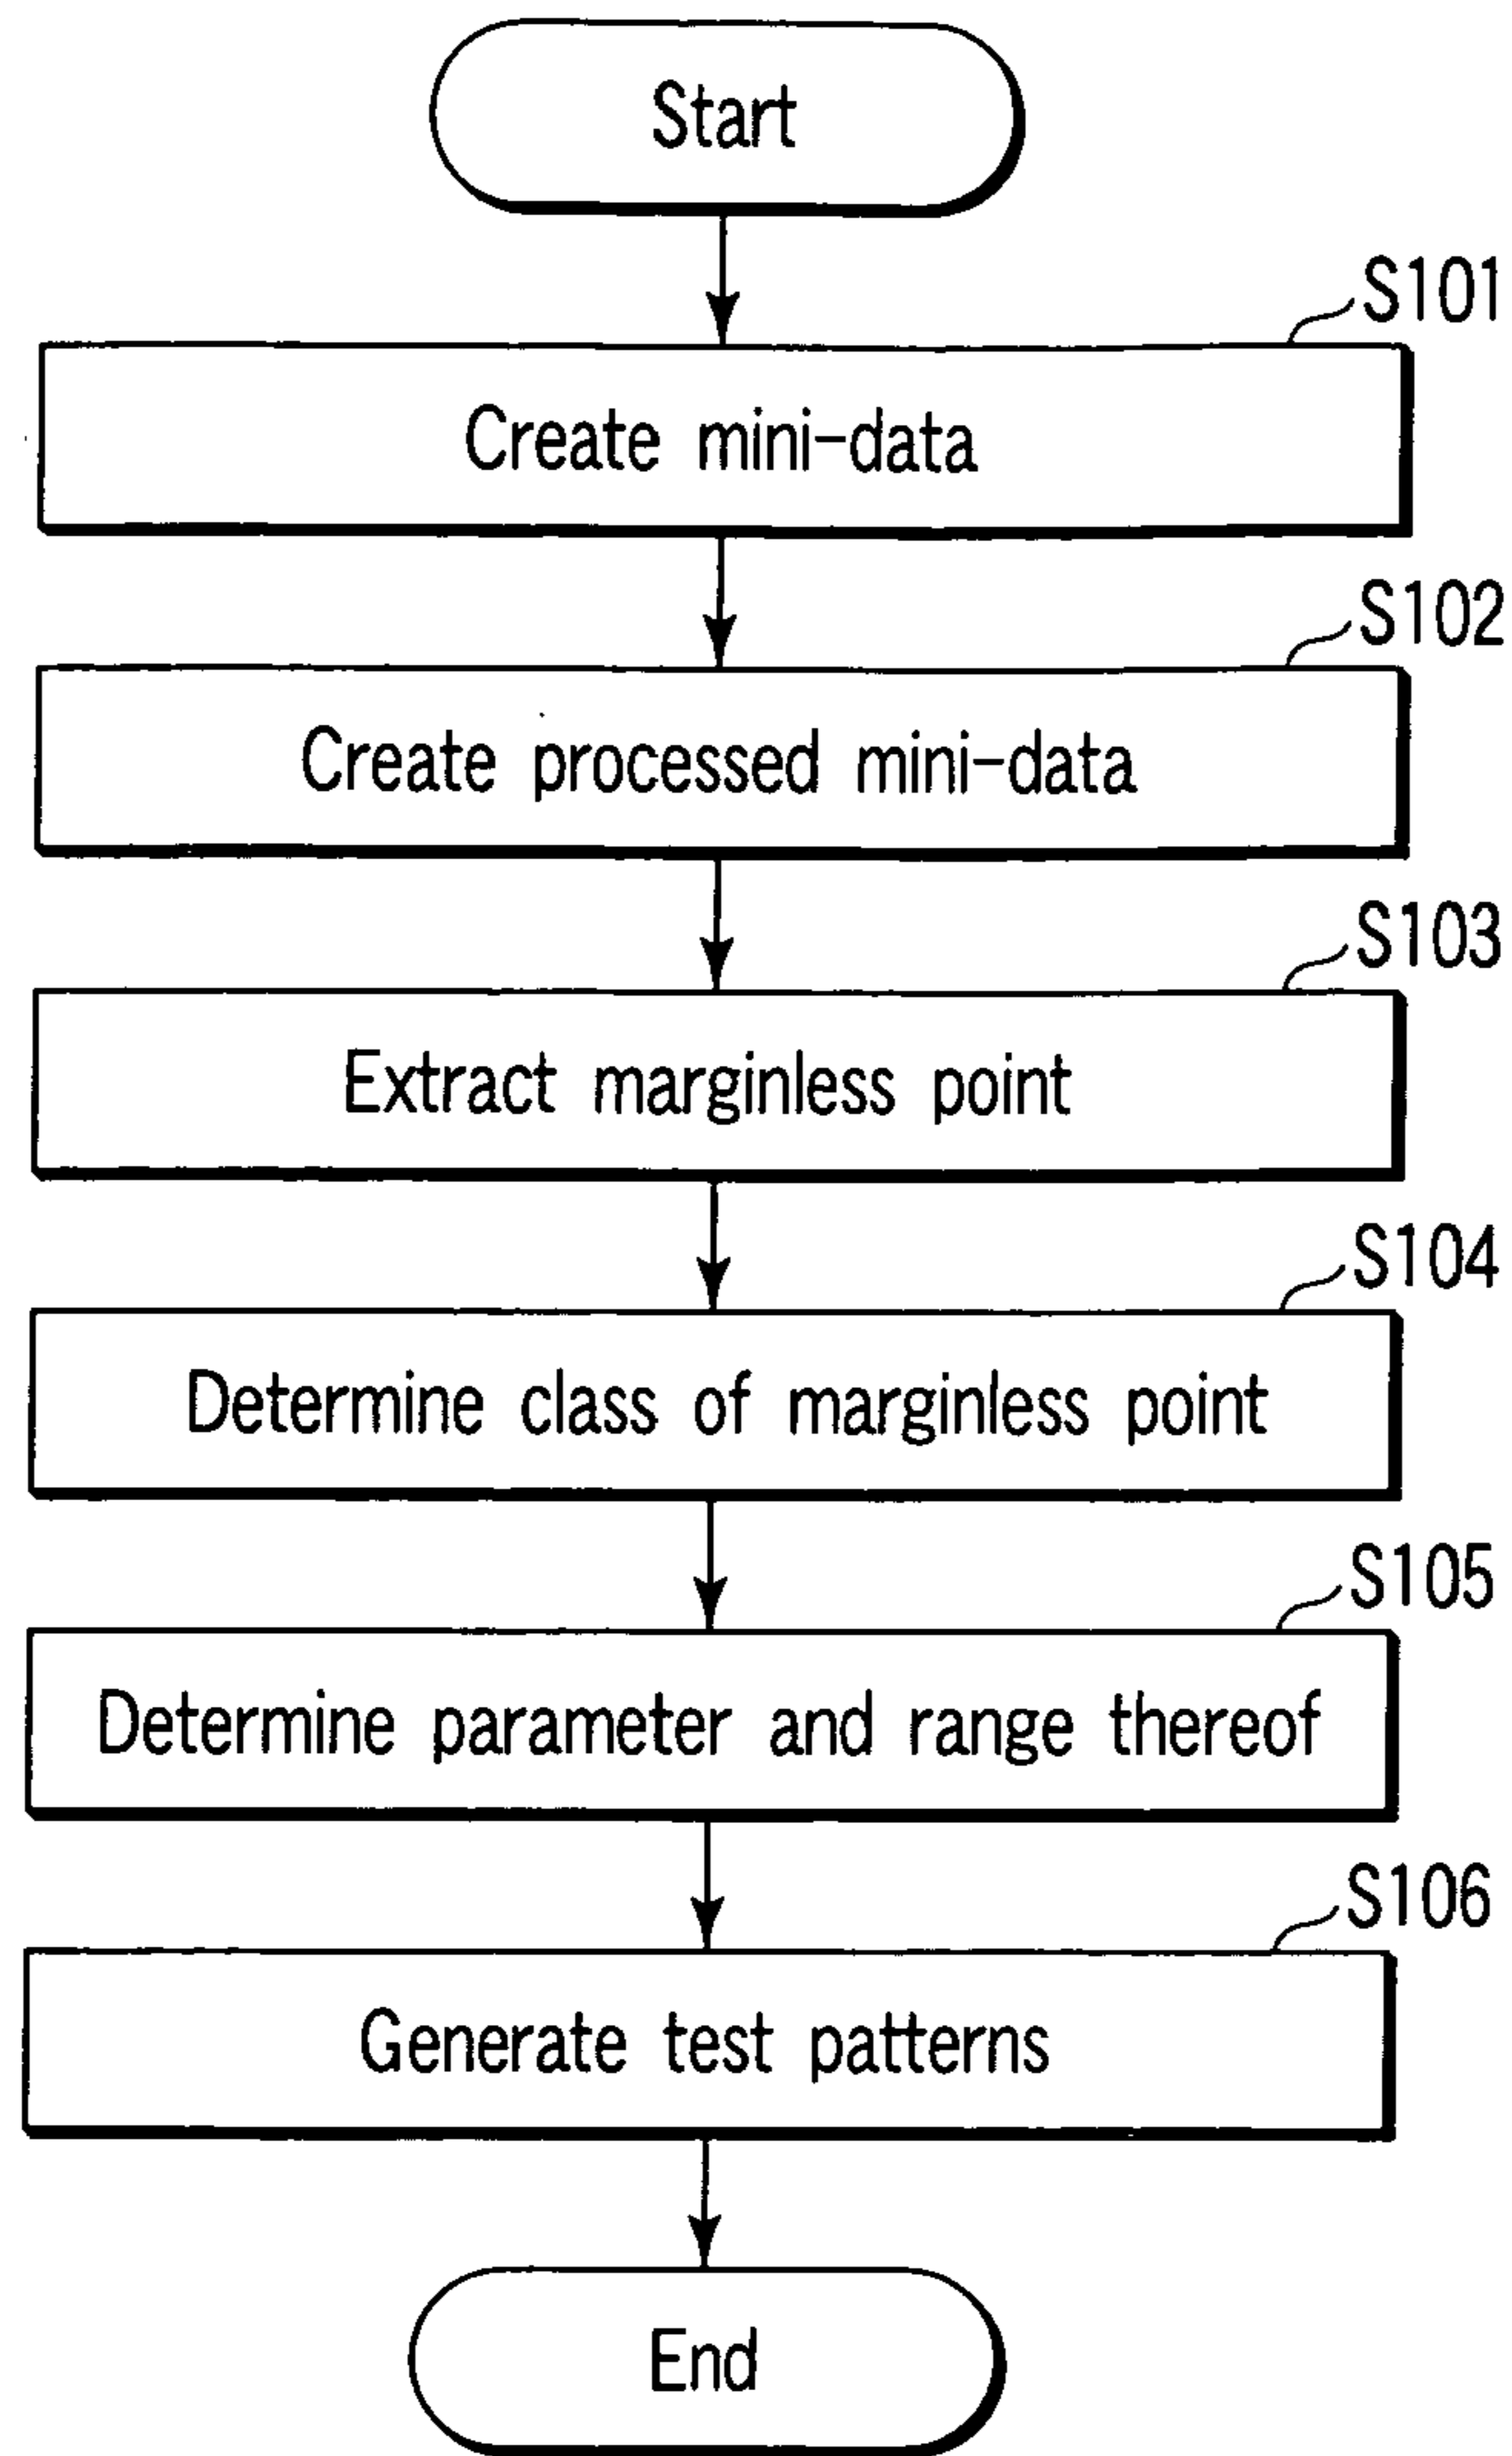 Start
S101
Create mini-data
S102
Create processed mini-data
S103
Extract marginless point
S104
Determine class of marginless point
S105
Determine parameter and range thereof
S106
Generate test patterns
End